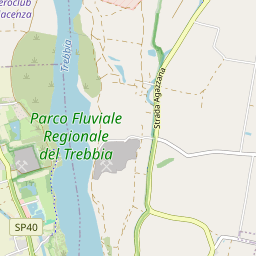 eroclub
iacenza
Trebbia
Strada Agazzana
Parco Fluviale
Regionale
del Trebbia
SP40